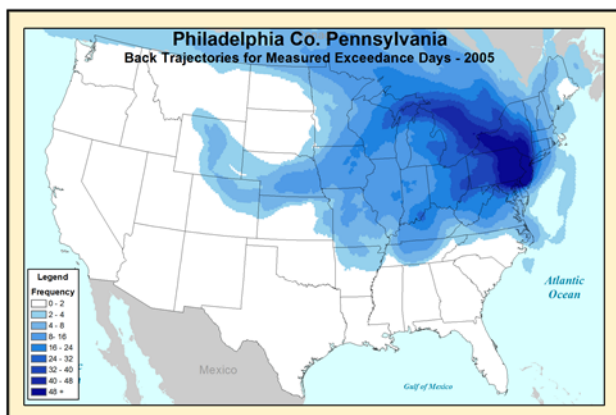 Philadelphia Co. Pennsylvania
Back Trajectories for Measured Exceedance Days - 2005
Legend
Frequency
0 - 2
2 - 4
4 - 8
8- 16
16 - 24
24 - 32
32 - 40
40 - 48
48 +
Mexico
Gulf of Mexico
Atlantic
Ocean